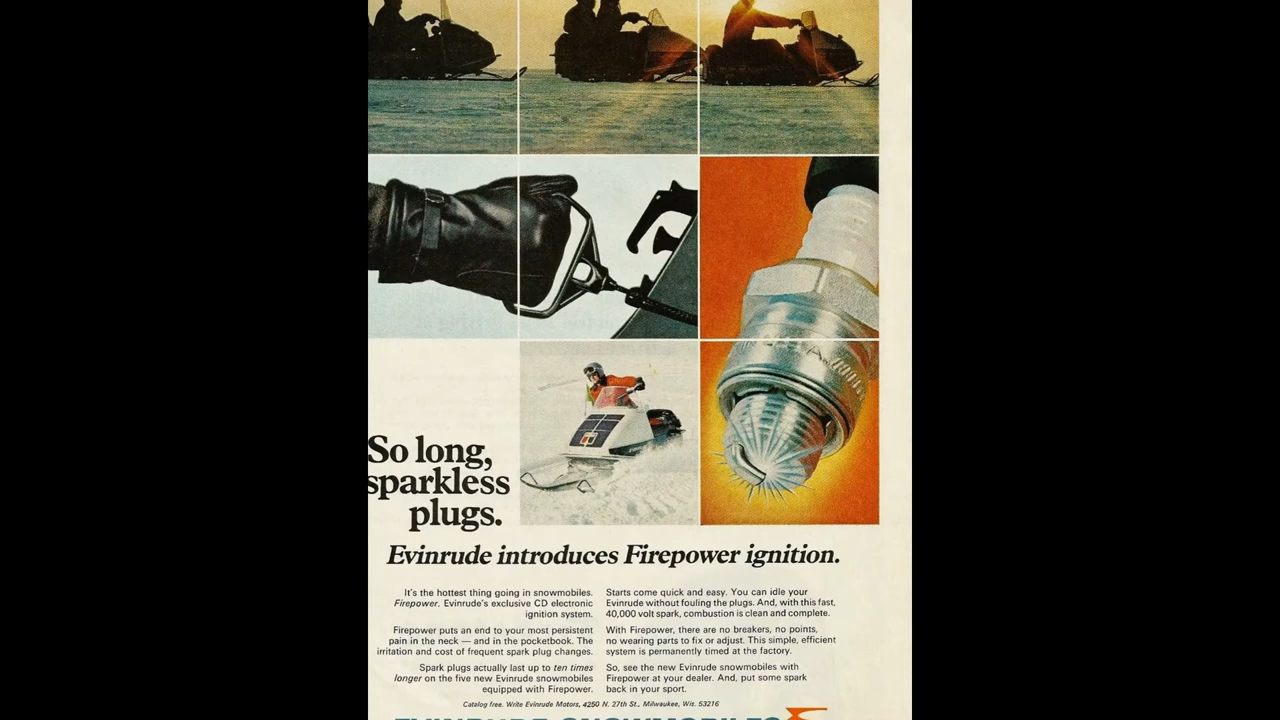 So long,
sparkless
plugs.
Evinrude introduces Firepower ignition.
It's the hottest thing going in snowmobiles.
Firepower. Evinrude's exclusive CD electronic
ignition system.
Firepower puts an end to your most persistent
pain in the neck — and in the pocketbook. The
irritation and cost of frequent spark plug changes.
Spark plugs actually last up to ten times
longer on the five new Evinrude snowmobiles
equipped with Firepower.
Starts come quick and easy. You can idle your
Evinrude without fouling the plugs. And, with this fast,
40,000 volt spark, combustion is clean and complete.
With Firepower, there are no breakers, no points,
no wearing parts to fix or adjust. This simple, efficient
system is permanently timed at the factory.
So, see the new Evinrude snowmobiles with
Firepower at your dealer. And, put some spark
back in your sport.
Catalog free. Write Evinrude Motors, 4250 N. 27th St., Milwaukee, Wis. 53216
EVINRUDE SNOWMOBILES